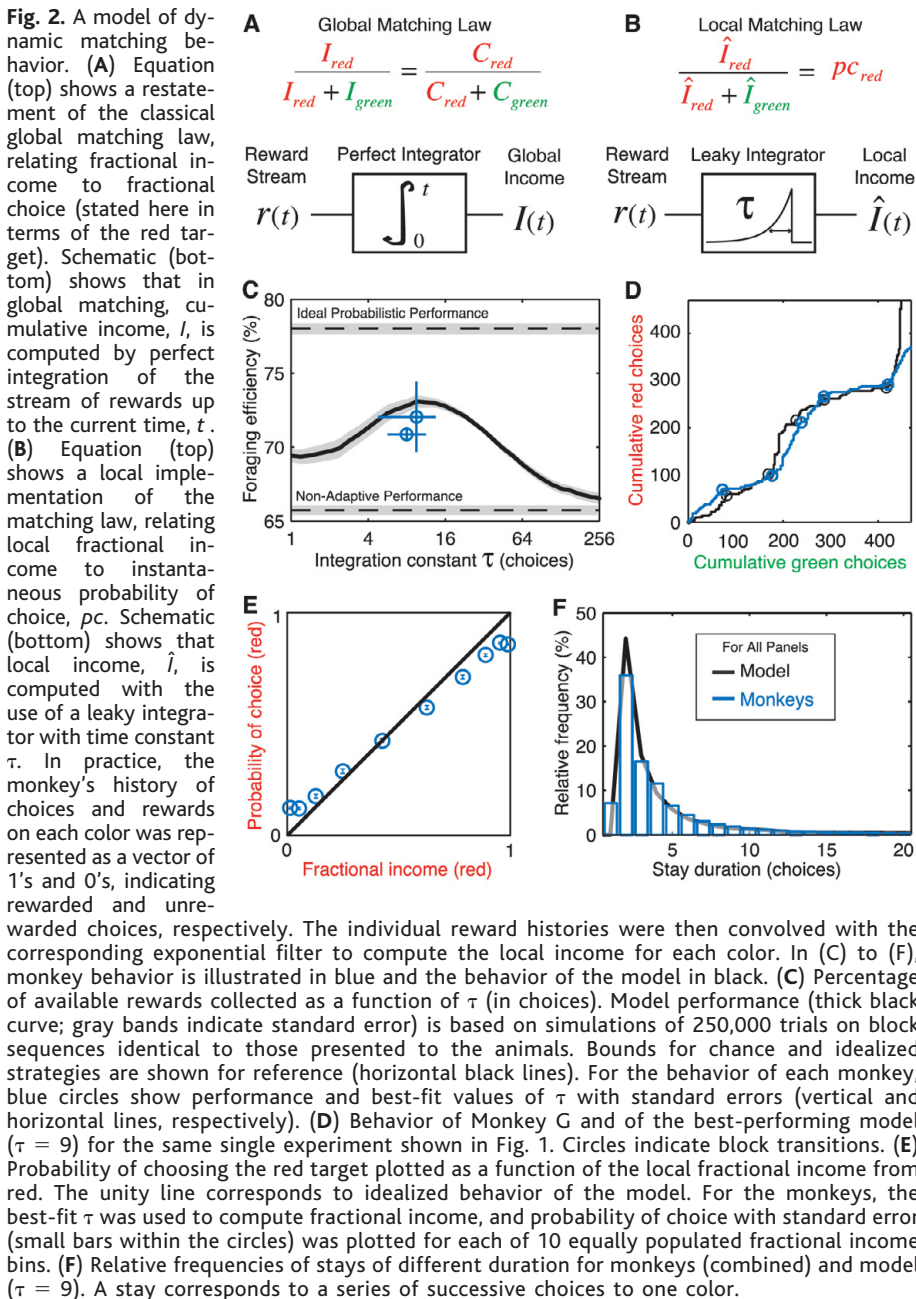 Fig. 2. A model of dy-
namic matching be-
havior. (A) Equation
(top) shows a restate-
ment of the classical
global matching law,
relating fractional in-
come to fractional
choice (stated here in
terms of the red tar-
get). Schematic (bot-
tom) shows that in
global matching, cu-
mulative income, I, is
computed by perfect
integration of the
stream of rewards up
to the current time, t.
(B) Equation (top)
shows a local imple-
mentation of the
matching law, relating
local fractional in-
come to instanta-
neous probability of
choice, pc. Schematic
(bottom) shows that
local income, Î, is
computed with the
use of a leaky integra-
tor with time constant
τ. In practice, the
monkey's history of
choices and rewards
on each color was rep-
resented as a vector of
1's and 0's, indicating
rewarded and unre-
warded choices, respectively. The individual reward histories were then convolved with the
corresponding exponential filter to compute the local income for each color. In (C) to (F),
monkey behavior is illustrated in blue and the behavior of the model in black. (C) Percentage
of available rewards collected as a function of τ (in choices). Model performance (thick black
curve; gray bands indicate standard error) is based on simulations of 250,000 trials on block
sequences identical to those presented to the animals. Bounds for chance and idealized
strategies are shown for reference (horizontal black lines). For the behavior of each monkey,
blue circles show performance and best-fit values of τ with standard errors (vertical and
horizontal lines, respectively). (D) Behavior of Monkey G and of the best-performing model
(τ = 9) for the same single experiment shown in Fig. 1. Circles indicate block transitions. (E)
Probability of choosing the red target plotted as a function of the local fractional income from
red. The unity line corresponds to idealized behavior of the model. For the monkeys, the
best-fit τ was used to compute fractional income, and probability of choice with standard error
(small bars within the circles) was plotted for each of 10 equally populated fractional income
bins. (F) Relative frequencies of stays of different duration for monkeys (combined) and model
(τ = 9). A stay corresponds to a series of successive choices to one color.
A
Global Matching Law
I_red / (I_red + I_green) = C_red / (C_red + C_green)
Reward Stream
Perfect Integrator
Global Income
r(t)
∫ t 0
I(t)
B
Local Matching Law
Î_red / (Î_red + Î_green) = pc_red
Reward Stream
Leaky Integrator
Local Income
r(t)
τ
Î(t)
C
Foraging efficiency (%)
80
75
70
65
Ideal Probabilistic Performance
Non-Adaptive Performance
1 4 16 64 256
Integration constant τ (choices)
D
Cumulative red choices
400
300
200
100
0
0 100 200 300 400
Cumulative green choices
E
Probability of choice (red)
1
0
0 1
Fractional income (red)
F
Relative frequency (%)
50
40
30
20
10
0
For All Panels
Model
Monkeys
5 10 15 20
Stay duration (choices)